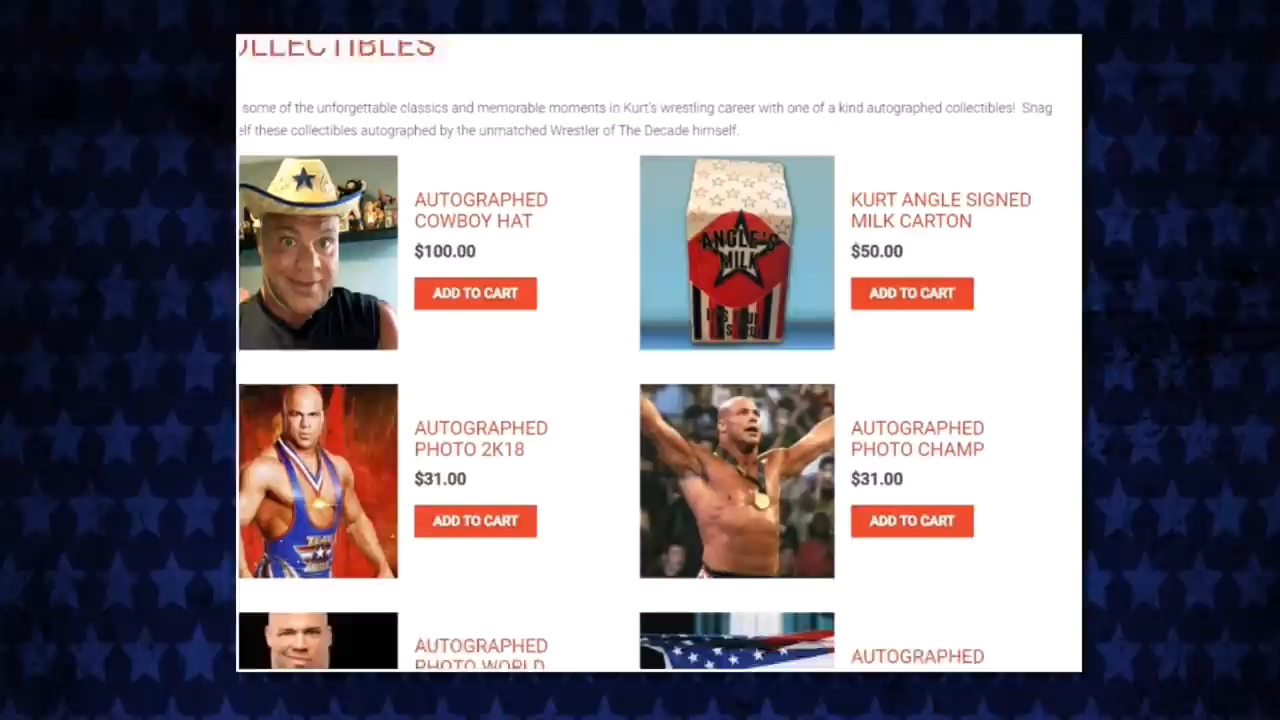 OLLECTIBLES
some of the unforgettable classics and memorable moments in Kurt's wrestling career with one of a kind autographed collectibles! Snag
elf these collectibles autographed by the unmatched Wrestler of The Decade himself.
AUTOGRAPHED
COWBOY HAT
$100.00
ADD TO CART
ANGLE'S
MILK
KURT ANGLE SIGNED
MILK CARTON
$50.00
ADD TO CART
AUTOGRAPHED
PHOTO 2K18
$31.00
ADD TO CART
AUTOGRAPHED
PHOTO CHAMP
$31.00
ADD TO CART
AUTOGRAPHED
PHOTO WORLD
AUTOGRAPHED